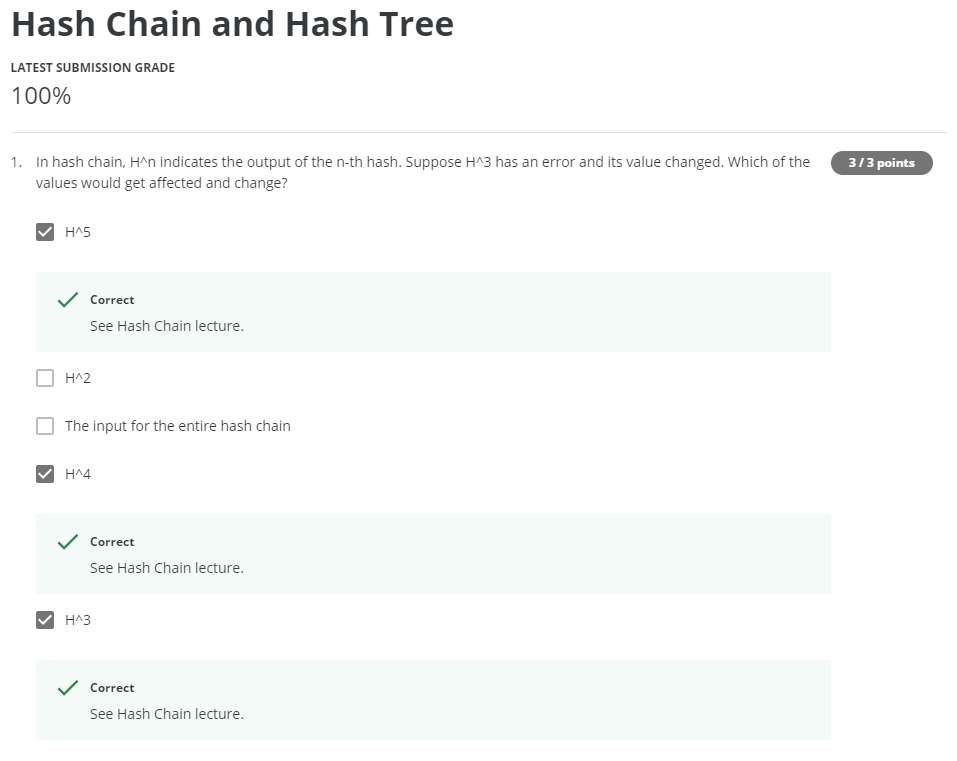 Hash Chain and Hash Tree
LATEST SUBMISSION GRADE
100%
1. In hash chain, H^n indicates the output of the n-th hash. Suppose H^3 has an error and its value changed. Which of the
values would get affected and change?
3 / 3 points
H^5
Correct
See Hash Chain lecture.
H^2
The input for the entire hash chain
H^4
Correct
See Hash Chain lecture.
H^3
Correct
See Hash Chain lecture.